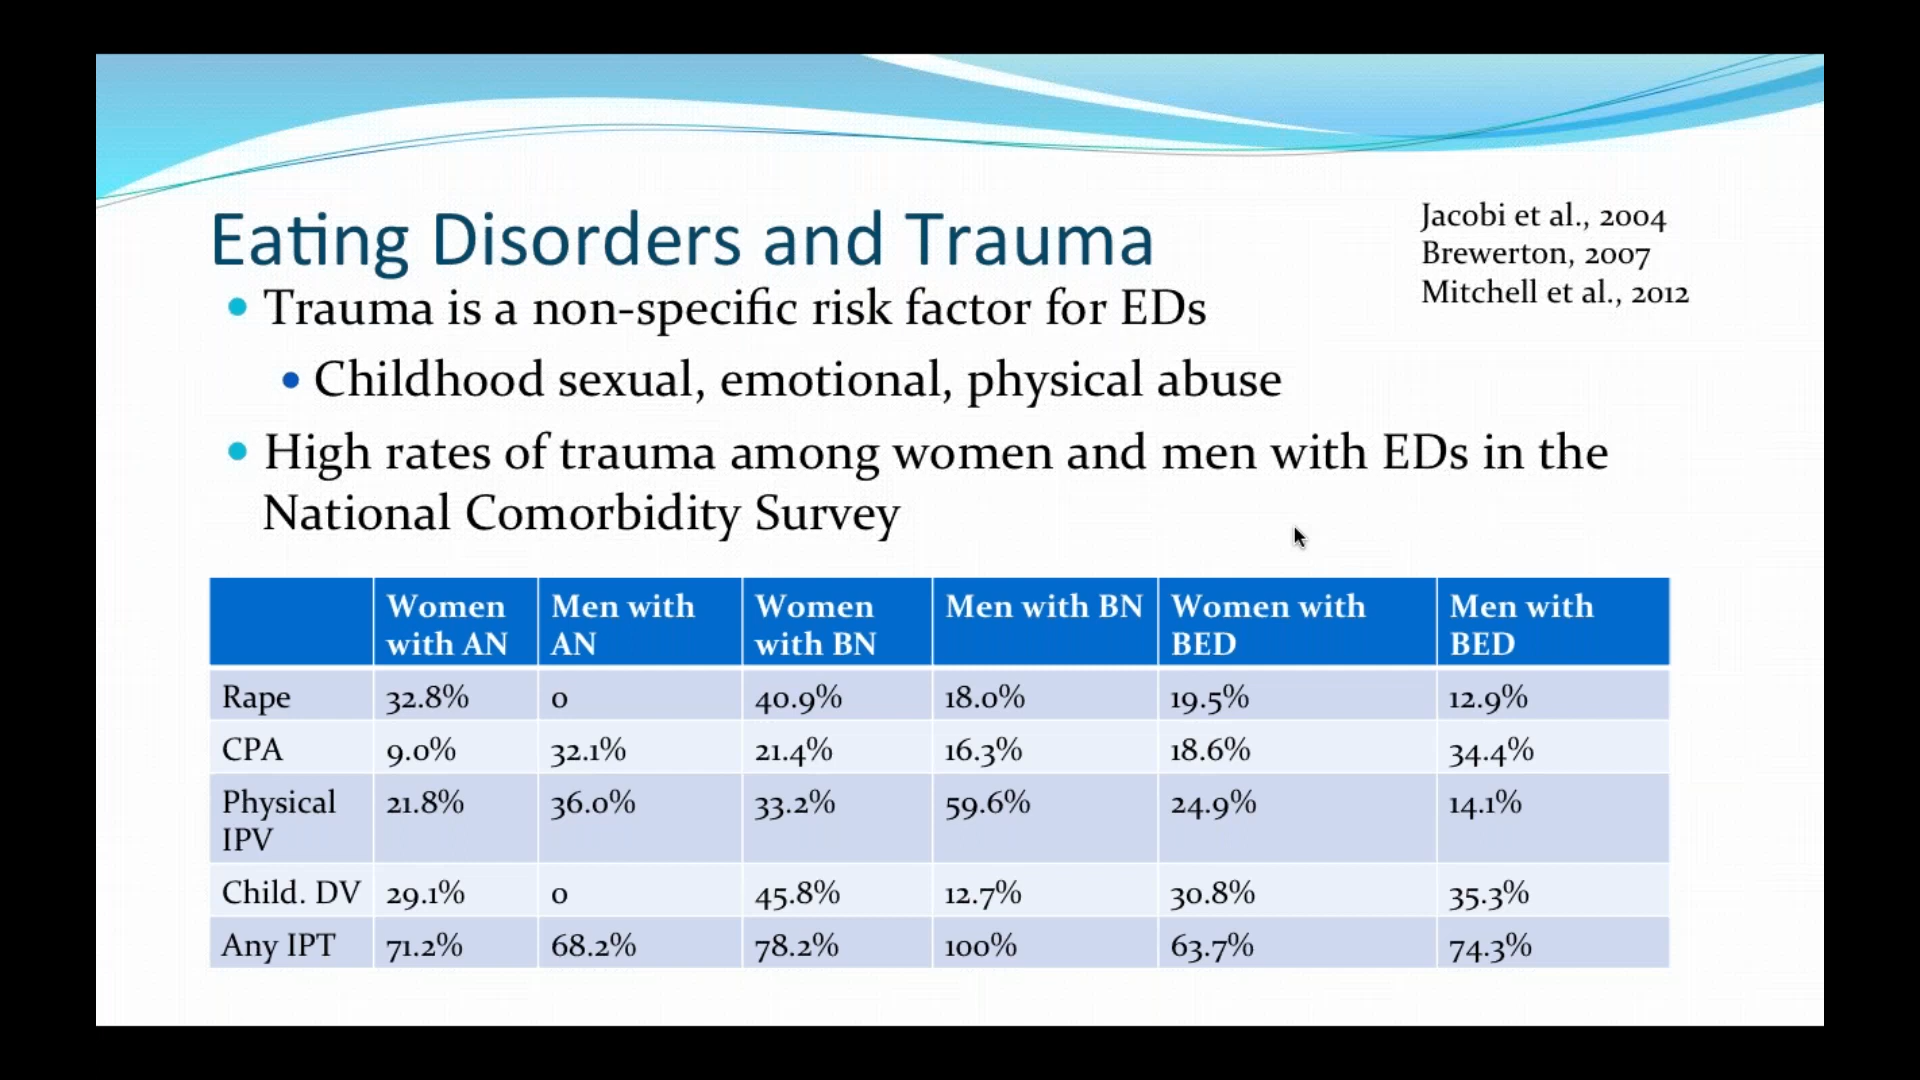 Eating Disorders and Trauma
Jacobi et al., 2004
Brewerton, 2007
Mitchell et al., 2012
• Trauma is a non-specific risk factor for EDs
• Childhood sexual, emotional, physical abuse
• High rates of trauma among women and men with EDs in the
National Comorbidity Survey
Women with AN Men with AN Women with BN Men with BN Women with BED Men with BED
Rape 32.8% 0 40.9% 18.0% 19.5% 12.9%
CPA 9.0% 32.1% 21.4% 16.3% 18.6% 34.4%
Physical IPV 21.8% 36.0% 33.2% 59.6% 24.9% 14.1%
Child. DV 29.1% 0 45.8% 12.7% 30.8% 35.3%
Any IPT 71.2% 68.2% 78.2% 100% 63.7% 74.3%